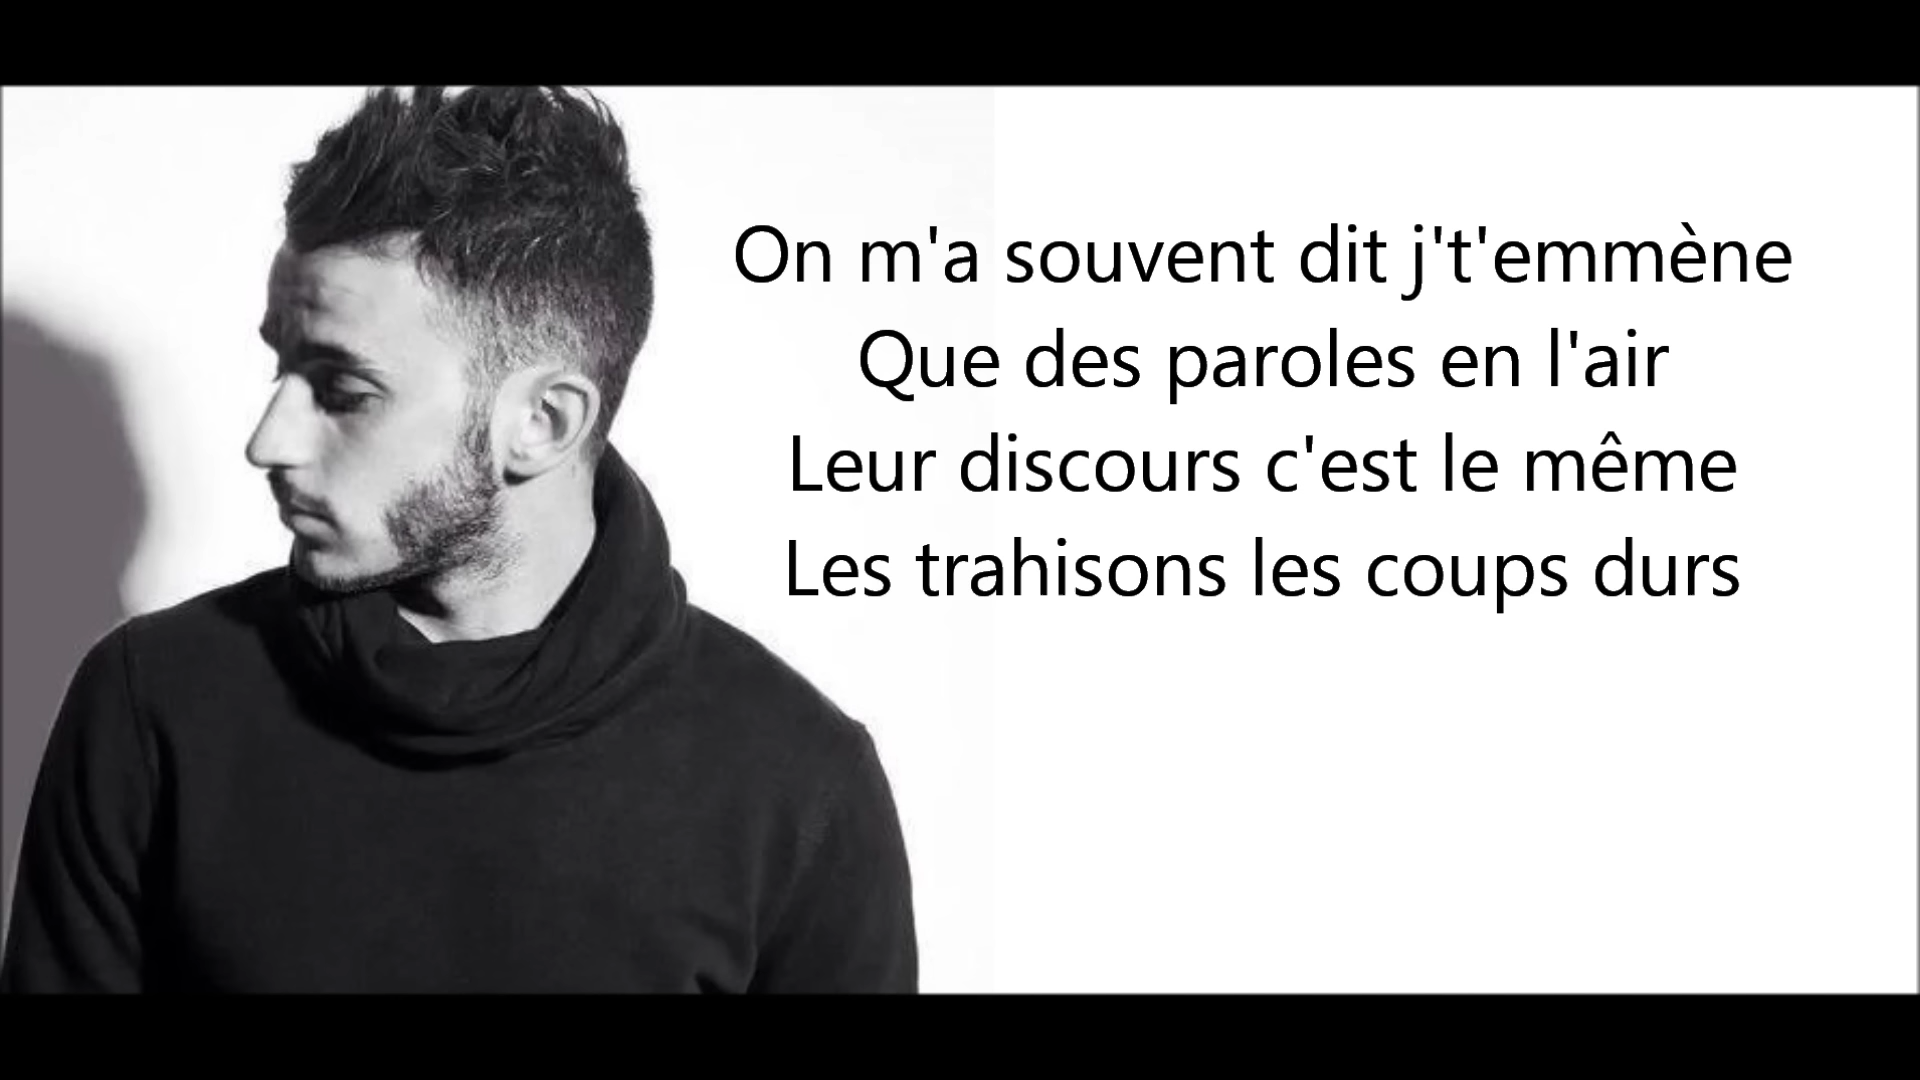 On m'a souvent dit j't'emmène
Que des paroles en l'air
Leur discours c'est le même
Les trahisons les coups durs